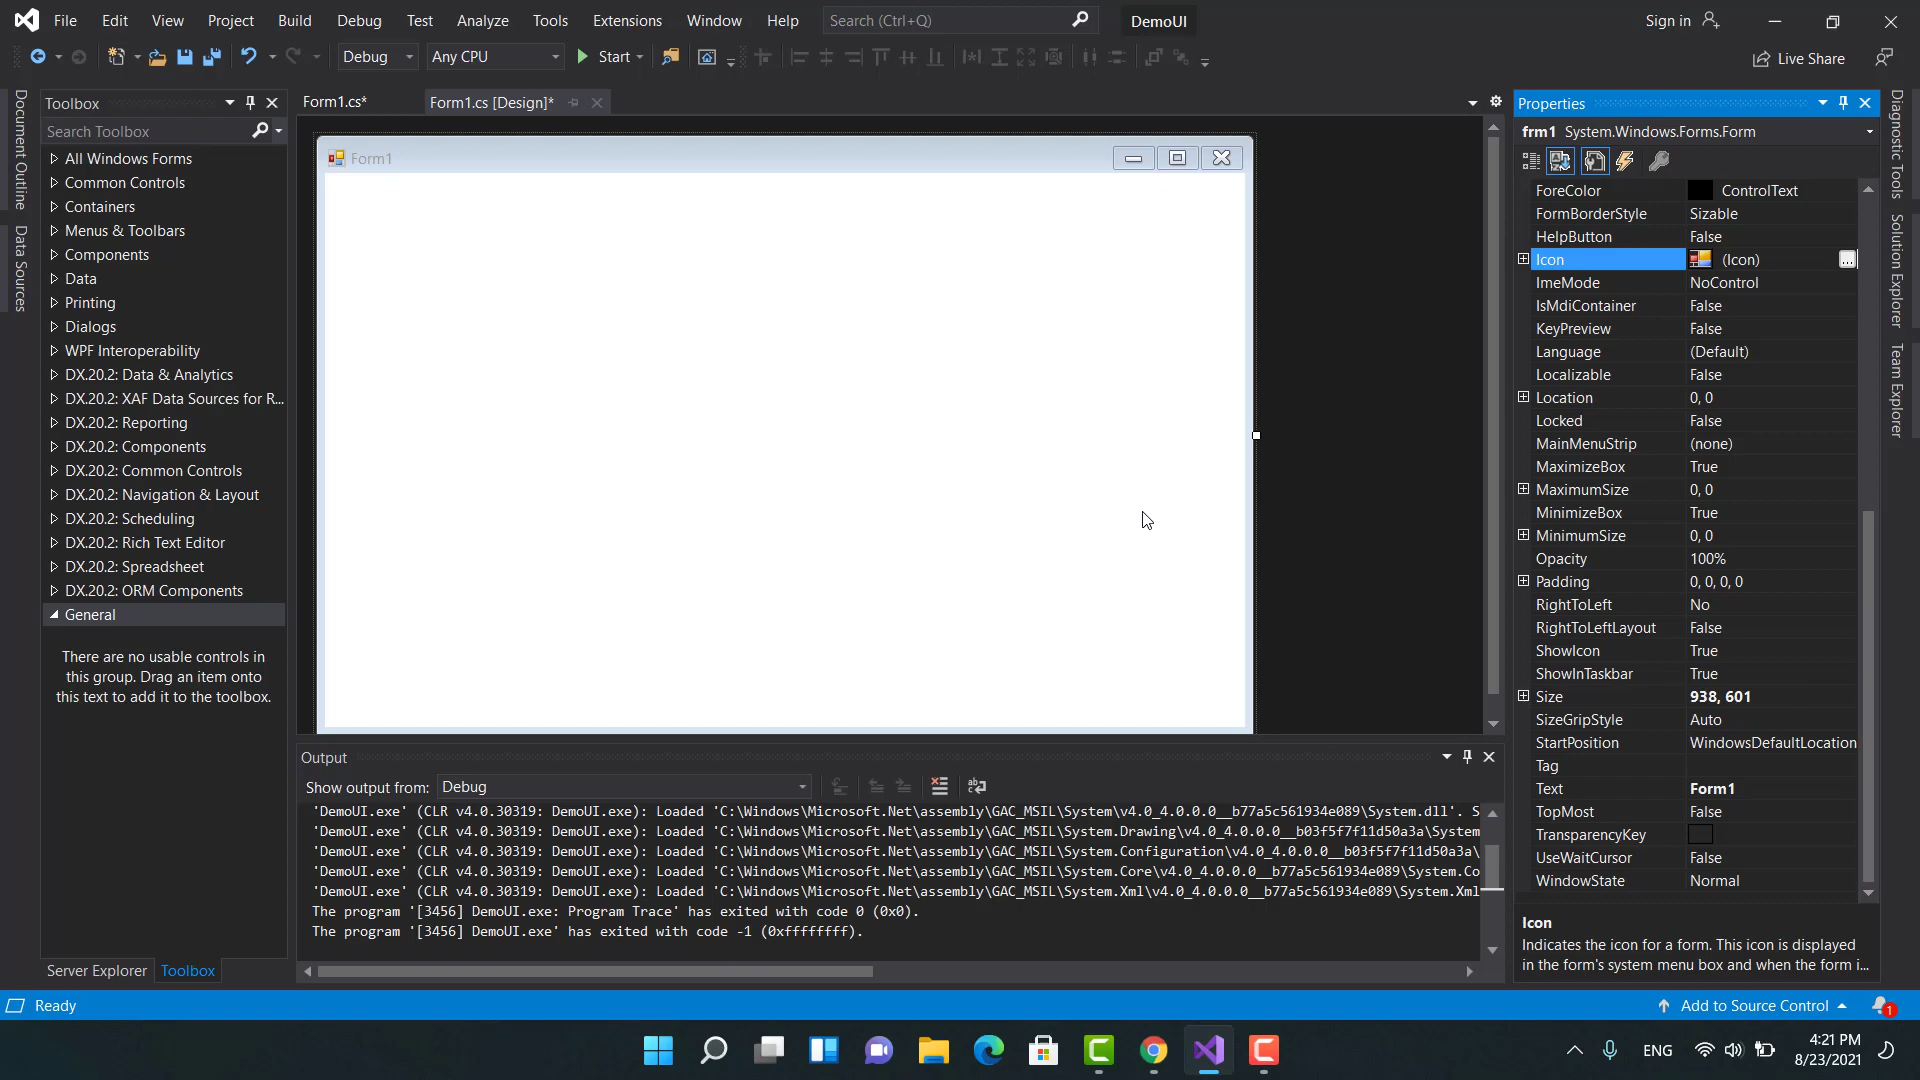 File Edit View Project Build Debug Test Analyze Tools Extensions Window Help Search (Ctrl+Q) DemoUI Sign in
Debug Any CPU Start Live Share
Document Outline
Data Sources
Toolbox
Search Toolbox
All Windows Forms
Common Controls
Containers
Menus & Toolbars
Components
Data
Printing
Dialogs
WPF Interoperability
DX.20.2: Data & Analytics
DX.20.2: XAF Data Sources for R...
DX.20.2: Reporting
DX.20.2: Components
DX.20.2: Common Controls
DX.20.2: Navigation & Layout
DX.20.2: Scheduling
DX.20.2: Rich Text Editor
DX.20.2: Spreadsheet
DX.20.2: ORM Components
General
There are no usable controls in
this group. Drag an item onto
this text to add it to the toolbox.
Server Explorer Toolbox
Form1.cs* Form1.cs [Design]*
Form1
Output
Show output from: Debug
'DemoUI.exe' (CLR v4.0.30319: DemoUI.exe): Loaded 'C:\Windows\Microsoft.Net\assembly\GAC_MSIL\System\v4.0_4.0.0.0__b77a5c561934e089\System.dll'. S
'DemoUI.exe' (CLR v4.0.30319: DemoUI.exe): Loaded 'C:\Windows\Microsoft.Net\assembly\GAC_MSIL\System.Drawing\v4.0_4.0.0.0__b03f5f7f11d50a3a\System
'DemoUI.exe' (CLR v4.0.30319: DemoUI.exe): Loaded 'C:\Windows\Microsoft.Net\assembly\GAC_MSIL\System.Configuration\v4.0_4.0.0.0__b03f5f7f11d50a3a\
'DemoUI.exe' (CLR v4.0.30319: DemoUI.exe): Loaded 'C:\Windows\Microsoft.Net\assembly\GAC_MSIL\System.Core\v4.0_4.0.0.0__b77a5c561934e089\System.Co
'DemoUI.exe' (CLR v4.0.30319: DemoUI.exe): Loaded 'C:\Windows\Microsoft.Net\assembly\GAC_MSIL\System.Xml\v4.0_4.0.0.0__b77a5c561934e089\System.Xml
The program '[3456] DemoUI.exe: Program Trace' has exited with code 0 (0x0).
The program '[3456] DemoUI.exe' has exited with code -1 (0xffffffff).
Properties
frm1 System.Windows.Forms.Form
ForeColor ControlText
FormBorderStyle Sizable
HelpButton False
Icon (Icon) ...
ImeMode NoControl
IsMdiContainer False
KeyPreview False
Language (Default)
Localizable False
Location 0, 0
Locked False
MainMenuStrip (none)
MaximizeBox True
MaximumSize 0, 0
MinimizeBox True
MinimumSize 0, 0
Opacity 100%
Padding 0, 0, 0, 0
RightToLeft No
RightToLeftLayout False
ShowIcon True
ShowInTaskbar True
Size 938, 601
SizeGripStyle Auto
StartPosition WindowsDefaultLocation
Tag
Text Form1
TopMost False
TransparencyKey
UseWaitCursor False
WindowState Normal
Icon
Indicates the icon for a form. This icon is displayed
in the form's system menu box and when the form i...
Diagnostic Tools
Solution Explorer
Team Explorer
Ready Add to Source Control 1
ENG 4:21 PM
8/23/2021